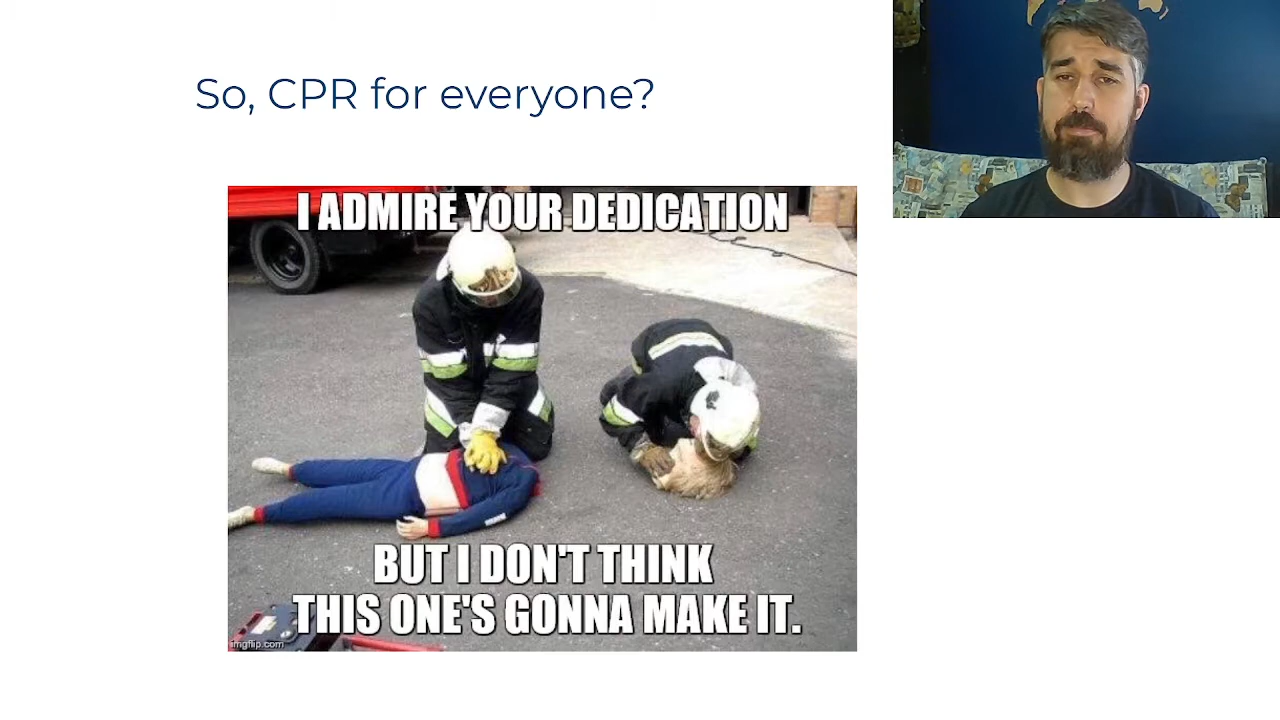 So, CPR for everyone?
I ADMIRE YOUR DEDICATION
BUT I DON'T THINK
THIS ONE'S GONNA MAKE IT.
imgflip.com